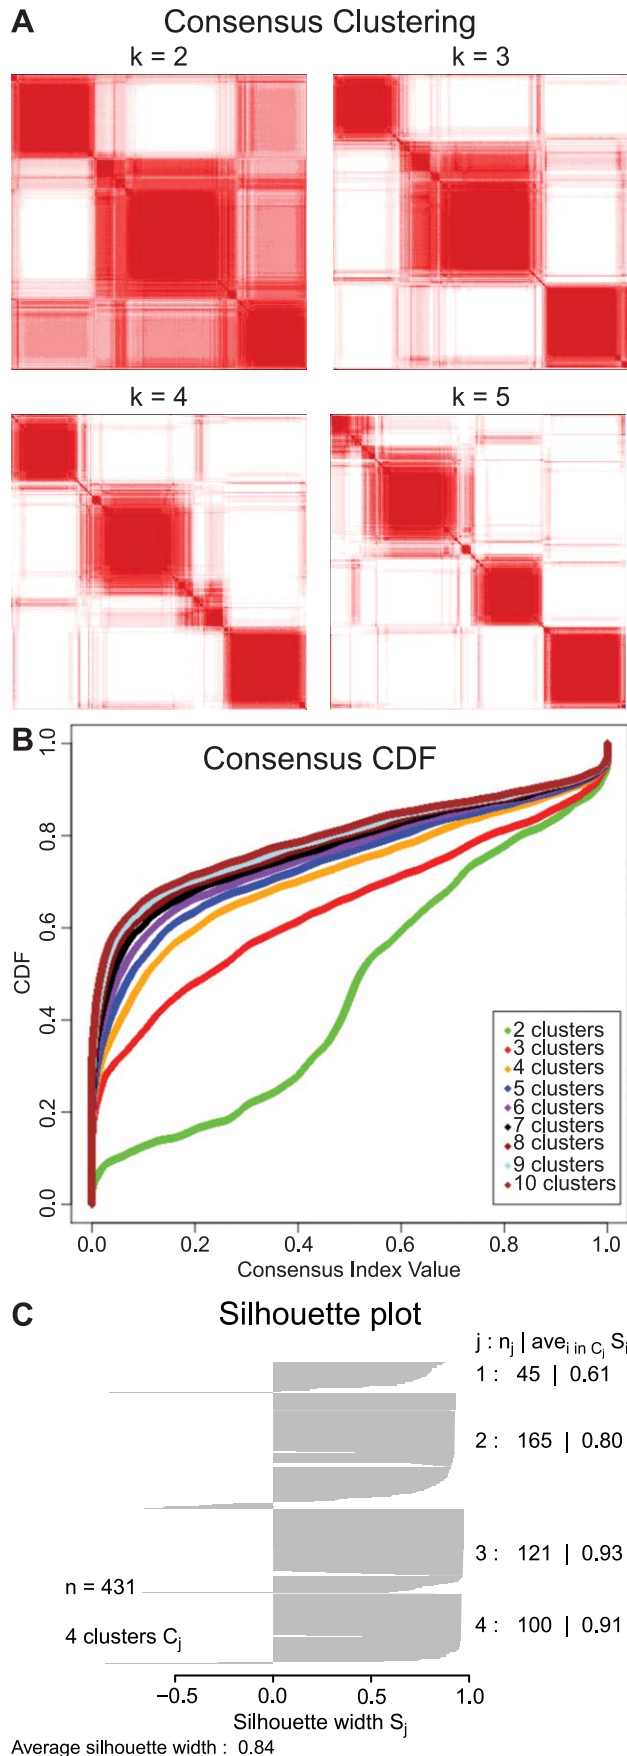 A Consensus Clustering
k = 2 k = 3
k = 4 k = 5
B Consensus CDF
1.0
0.8
0.6
0.4
0.2
0.0
CDF
2 clusters
3 clusters
4 clusters
5 clusters
6 clusters
7 clusters
8 clusters
9 clusters
10 clusters
0.0 0.2 0.4 0.6 0.8 1.0
Consensus Index Value
C Silhouette plot
j : nj | avei in Cj Si
1 : 45 | 0.61
2 : 165 | 0.80
3 : 121 | 0.93
n = 431
4 : 100 | 0.91
4 clusters Cj
−0.5 0.0 0.5 1.0
Silhouette width Sj
Average silhouette width : 0.84